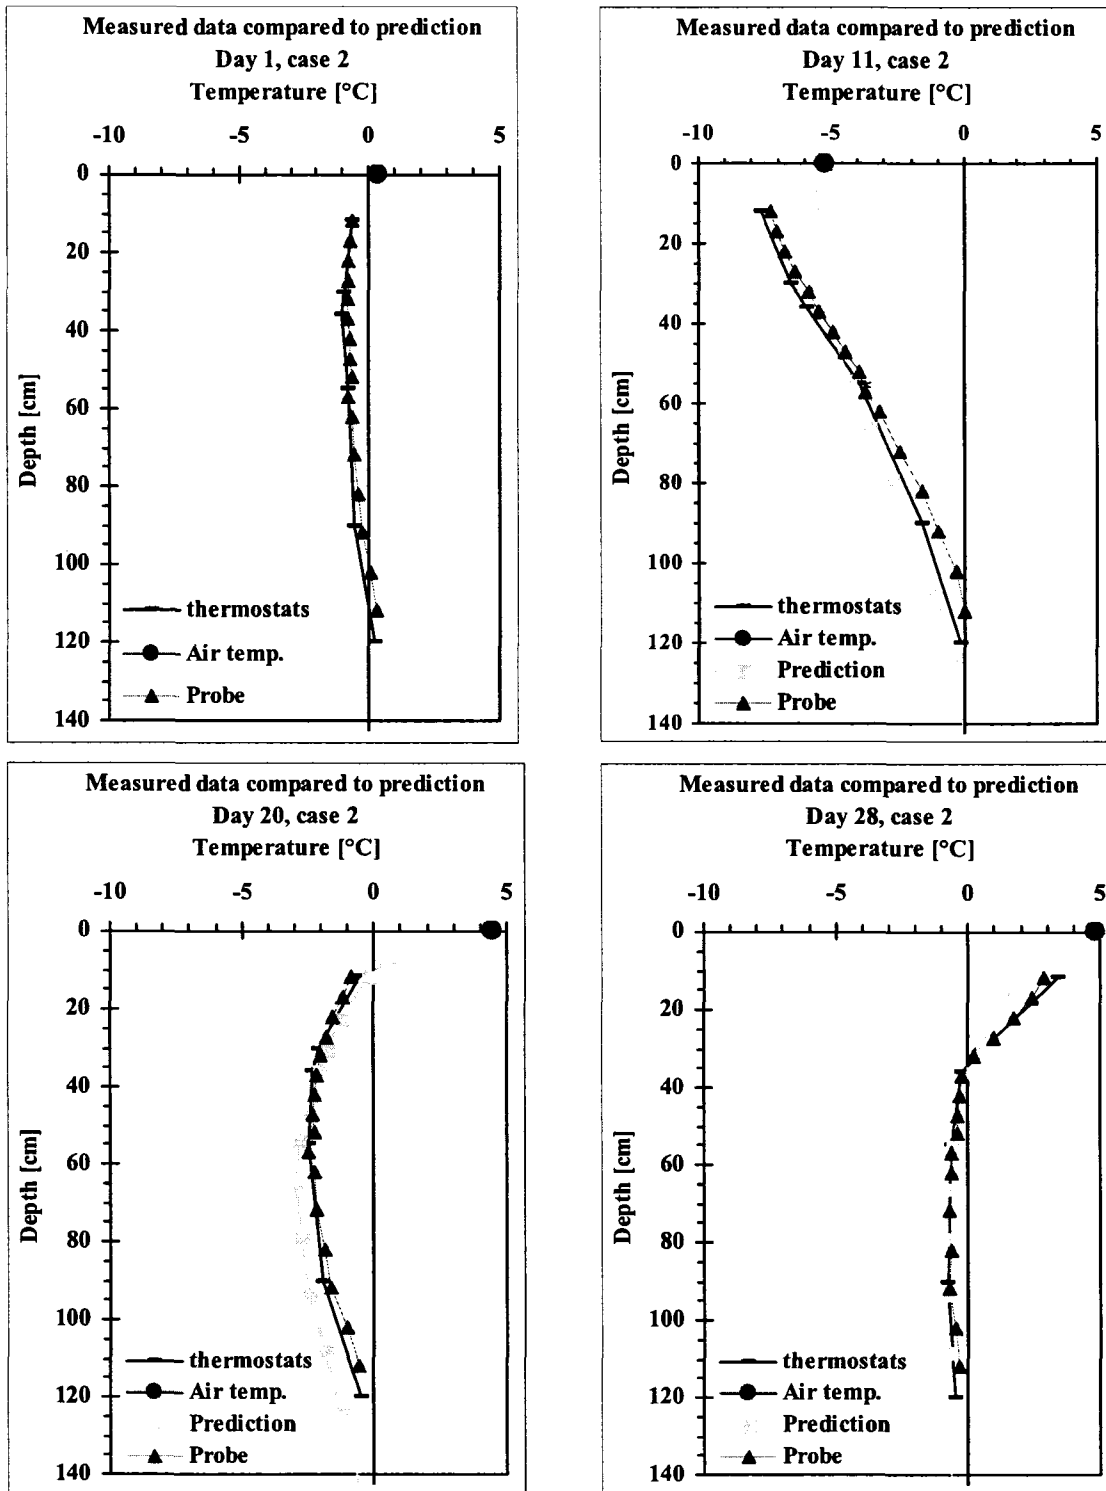 Measured data compared to prediction
Day 1, case 2
Temperature [°C]
-10 -5 0 5
0
20
40
60
80
100
120
140
Depth [cm]
thermostats
Air temp.
Probe
Measured data compared to prediction
Day 11, case 2
Temperature [°C]
-10 -5 0 5
0
20
40
60
80
100
120
140
Depth [cm]
thermostats
Air temp.
Prediction
Probe
Measured data compared to prediction
Day 20, case 2
Temperature [°C]
-10 -5 0 5
0
20
40
60
80
100
120
140
Depth [cm]
thermostats
Air temp.
Prediction
Probe
Measured data compared to prediction
Day 28, case 2
Temperature [°C]
-10 -5 0 5
0
20
40
60
80
100
120
140
Depth [cm]
thermostats
Air temp.
Prediction
Probe